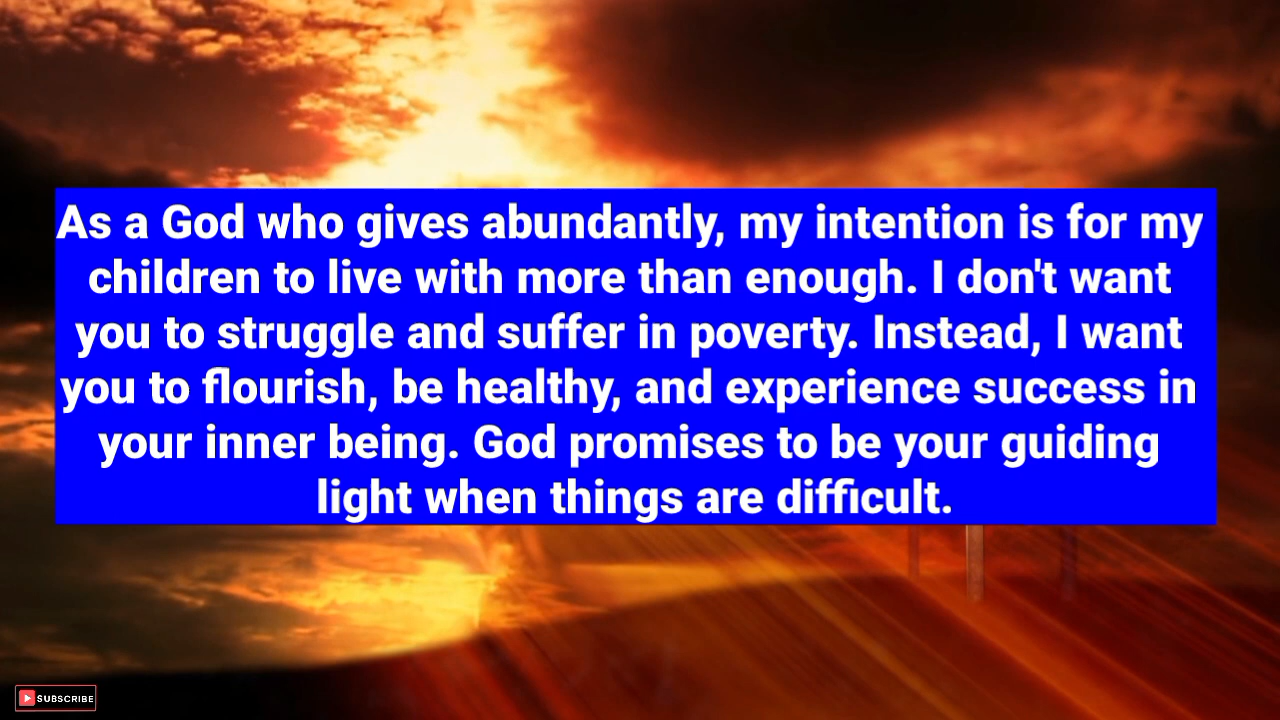 As a God who gives abundantly, my intention is for my
children to live with more than enough. I don't want
you to struggle and suffer in poverty. Instead, I want
you to flourish, be healthy, and experience success in
your inner being. God promises to be your guiding
light when things are difficult.
SUBSCRIBE